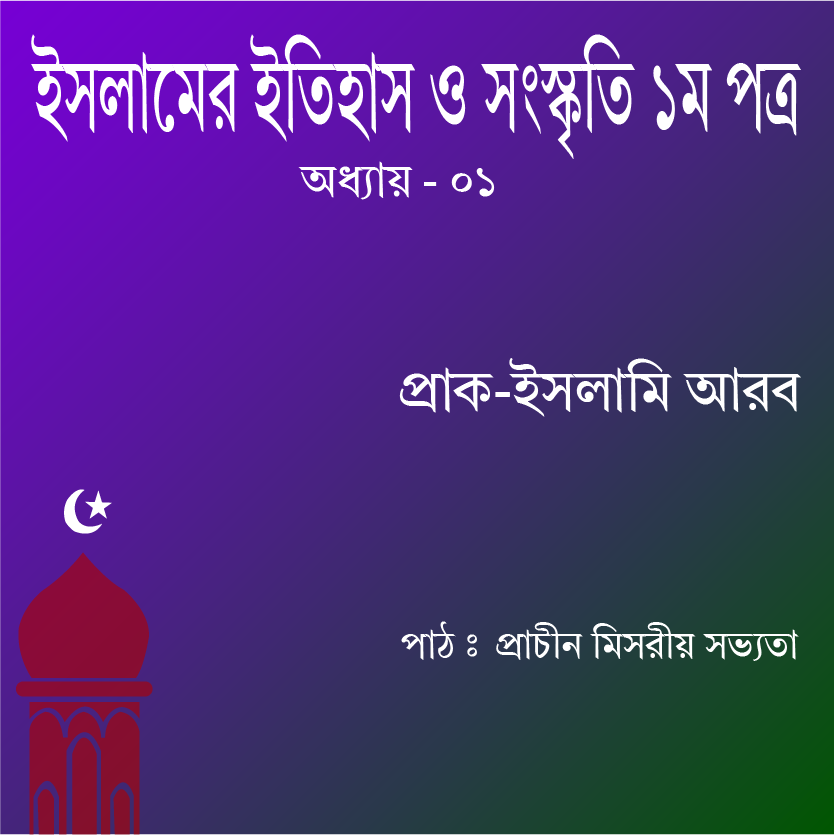 ইসলামের ইতিহাস ও সংস্কৃতি ১ম পত্র
অধ্যায় - ০১
প্রাক-ইসলামি আরব
পাঠ ঃ প্রাচীন মিসরীয় সভ্যতা